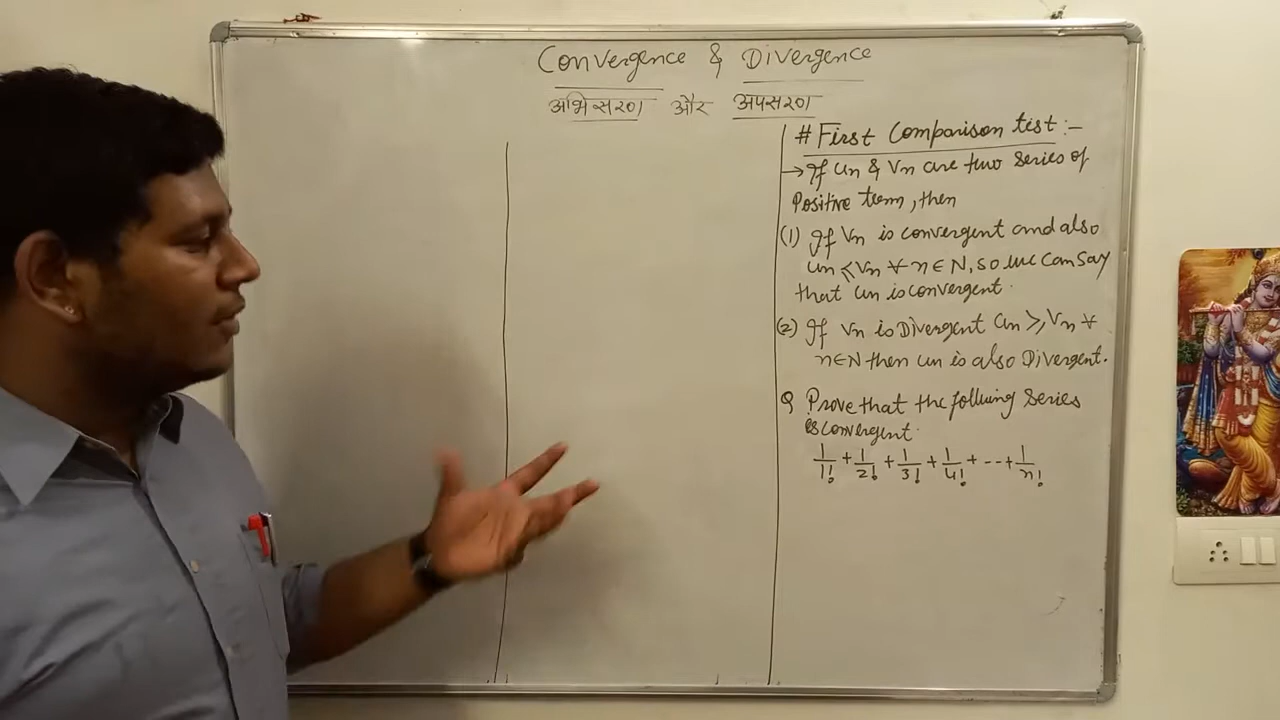 Convergence & Divergence
अभिसरण और अपसरण
# First Comparison test :-
→ If un & Vn are two series of
Positive term, then
(1) If Vn is convergent and also
un ≤ Vn ∀ n ∈ N, so we can say
that un is convergent.
(2) If Vn is Divergent un ≥ Vn ∀
n ∈ N then un is also Divergent.
Q Prove that the following Series
is convergent.
1/1! + 1/2! + 1/3! + 1/4! + -- + 1/n!